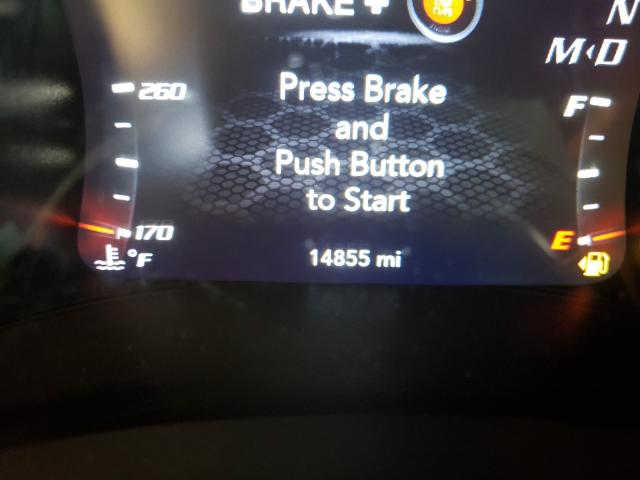 BRAKE +
N
M◂D
260
Press Brake
F
and
Push Button
to Start
170
E
°F
14855 mi